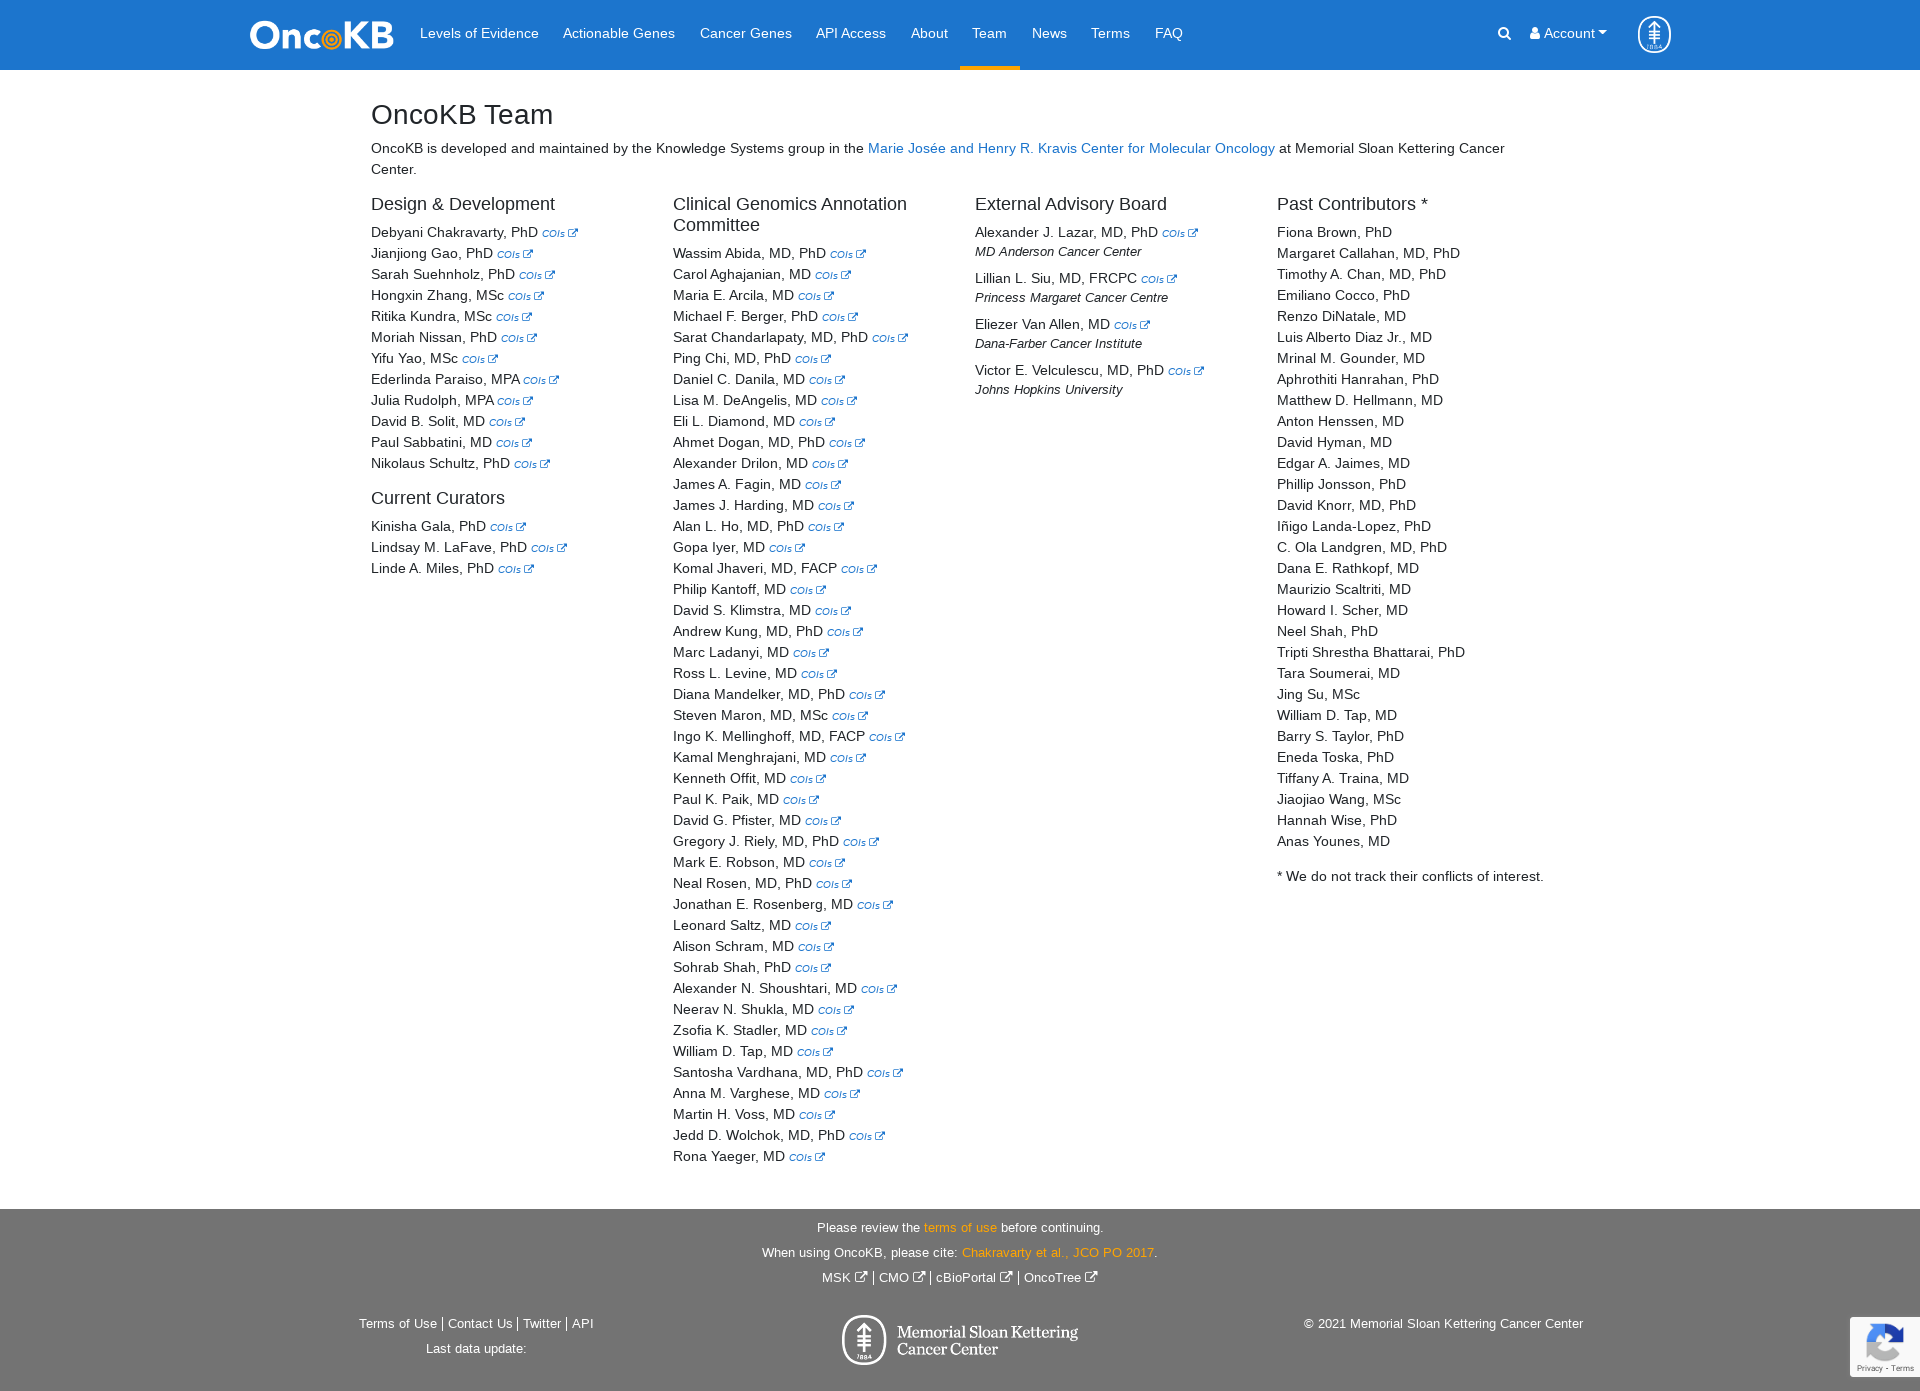 OncoKB
Levels of Evidence
Actionable Genes
Cancer Genes
API Access
About
Team
News
Terms
FAQ
Account
OncoKB Team
OncoKB is developed and maintained by the Knowledge Systems group in the Marie Josée and Henry R. Kravis Center for Molecular Oncology at Memorial Sloan Kettering Cancer
Center.
Design & Development
Debyani Chakravarty, PhD COIs
Jianjiong Gao, PhD COIs
Sarah Suehnholz, PhD COIs
Hongxin Zhang, MSc COIs
Ritika Kundra, MSc COIs
Moriah Nissan, PhD COIs
Yifu Yao, MSc COIs
Ederlinda Paraiso, MPA COIs
Julia Rudolph, MPA COIs
David B. Solit, MD COIs
Paul Sabbatini, MD COIs
Nikolaus Schultz, PhD COIs
Current Curators
Kinisha Gala, PhD COIs
Lindsay M. LaFave, PhD COIs
Linde A. Miles, PhD COIs
Clinical Genomics Annotation
Committee
Wassim Abida, MD, PhD COIs
Carol Aghajanian, MD COIs
Maria E. Arcila, MD COIs
Michael F. Berger, PhD COIs
Sarat Chandarlapaty, MD, PhD COIs
Ping Chi, MD, PhD COIs
Daniel C. Danila, MD COIs
Lisa M. DeAngelis, MD COIs
Eli L. Diamond, MD COIs
Ahmet Dogan, MD, PhD COIs
Alexander Drilon, MD COIs
James A. Fagin, MD COIs
James J. Harding, MD COIs
Alan L. Ho, MD, PhD COIs
Gopa Iyer, MD COIs
Komal Jhaveri, MD, FACP COIs
Philip Kantoff, MD COIs
David S. Klimstra, MD COIs
Andrew Kung, MD, PhD COIs
Marc Ladanyi, MD COIs
Ross L. Levine, MD COIs
Diana Mandelker, MD, PhD COIs
Steven Maron, MD, MSc COIs
Ingo K. Mellinghoff, MD, FACP COIs
Kamal Menghrajani, MD COIs
Kenneth Offit, MD COIs
Paul K. Paik, MD COIs
David G. Pfister, MD COIs
Gregory J. Riely, MD, PhD COIs
Mark E. Robson, MD COIs
Neal Rosen, MD, PhD COIs
Jonathan E. Rosenberg, MD COIs
Leonard Saltz, MD COIs
Alison Schram, MD COIs
Sohrab Shah, PhD COIs
Alexander N. Shoushtari, MD COIs
Neerav N. Shukla, MD COIs
Zsofia K. Stadler, MD COIs
William D. Tap, MD COIs
Santosha Vardhana, MD, PhD COIs
Anna M. Varghese, MD COIs
Martin H. Voss, MD COIs
Jedd D. Wolchok, MD, PhD COIs
Rona Yaeger, MD COIs
External Advisory Board
Alexander J. Lazar, MD, PhD COIs
MD Anderson Cancer Center
Lillian L. Siu, MD, FRCPC COIs
Princess Margaret Cancer Centre
Eliezer Van Allen, MD COIs
Dana-Farber Cancer Institute
Victor E. Velculescu, MD, PhD COIs
Johns Hopkins University
Past Contributors *
Fiona Brown, PhD
Margaret Callahan, MD, PhD
Timothy A. Chan, MD, PhD
Emiliano Cocco, PhD
Renzo DiNatale, MD
Luis Alberto Diaz Jr., MD
Mrinal M. Gounder, MD
Aphrothiti Hanrahan, PhD
Matthew D. Hellmann, MD
Anton Henssen, MD
David Hyman, MD
Edgar A. Jaimes, MD
Phillip Jonsson, PhD
David Knorr, MD, PhD
Iñigo Landa-Lopez, PhD
C. Ola Landgren, MD, PhD
Dana E. Rathkopf, MD
Maurizio Scaltriti, MD
Howard I. Scher, MD
Neel Shah, PhD
Tripti Shrestha Bhattarai, PhD
Tara Soumerai, MD
Jing Su, MSc
William D. Tap, MD
Barry S. Taylor, PhD
Eneda Toska, PhD
Tiffany A. Traina, MD
Jiaojiao Wang, MSc
Hannah Wise, PhD
Anas Younes, MD
* We do not track their conflicts of interest.
Please review the terms of use before continuing.
When using OncoKB, please cite: Chakravarty et al., JCO PO 2017.
MSK | CMO | cBioPortal | OncoTree
Terms of Use | Contact Us | Twitter | API
Last data update:
1884
Memorial Sloan Kettering
Cancer Center
© 2021 Memorial Sloan Kettering Cancer Center
Privacy - Terms